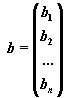 b = ( b₁
b₂
...
bₙ )